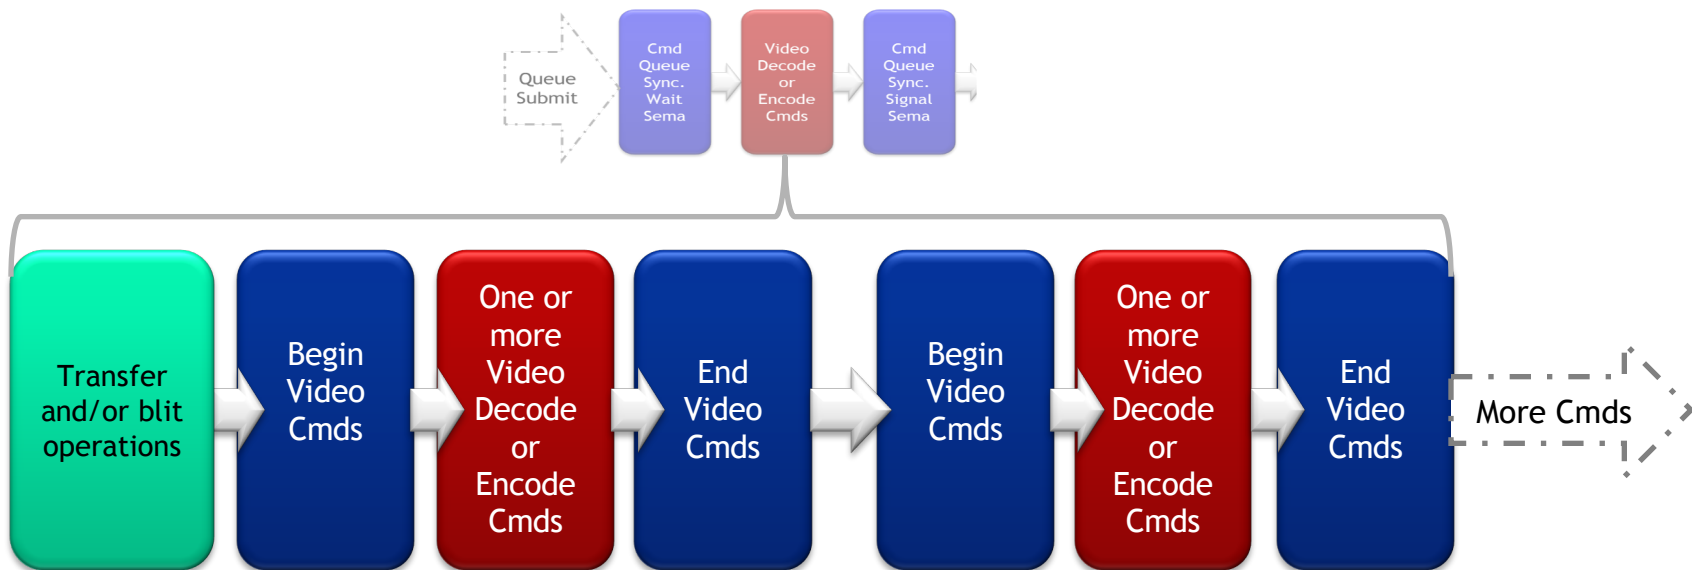 Queue
Submit
Cmd
Queue
Sync.
Wait
Sema
Video
Decode
or
Encode
Cmds
Cmd
Queue
Sync.
Signal
Sema
Transfer
and/or blit
operations
Begin
Video
Cmds
One or
more
Video
Decode
or
Encode
Cmds
End
Video
Cmds
Begin
Video
Cmds
One or
more
Video
Decode
or
Encode
Cmds
End
Video
Cmds
More Cmds